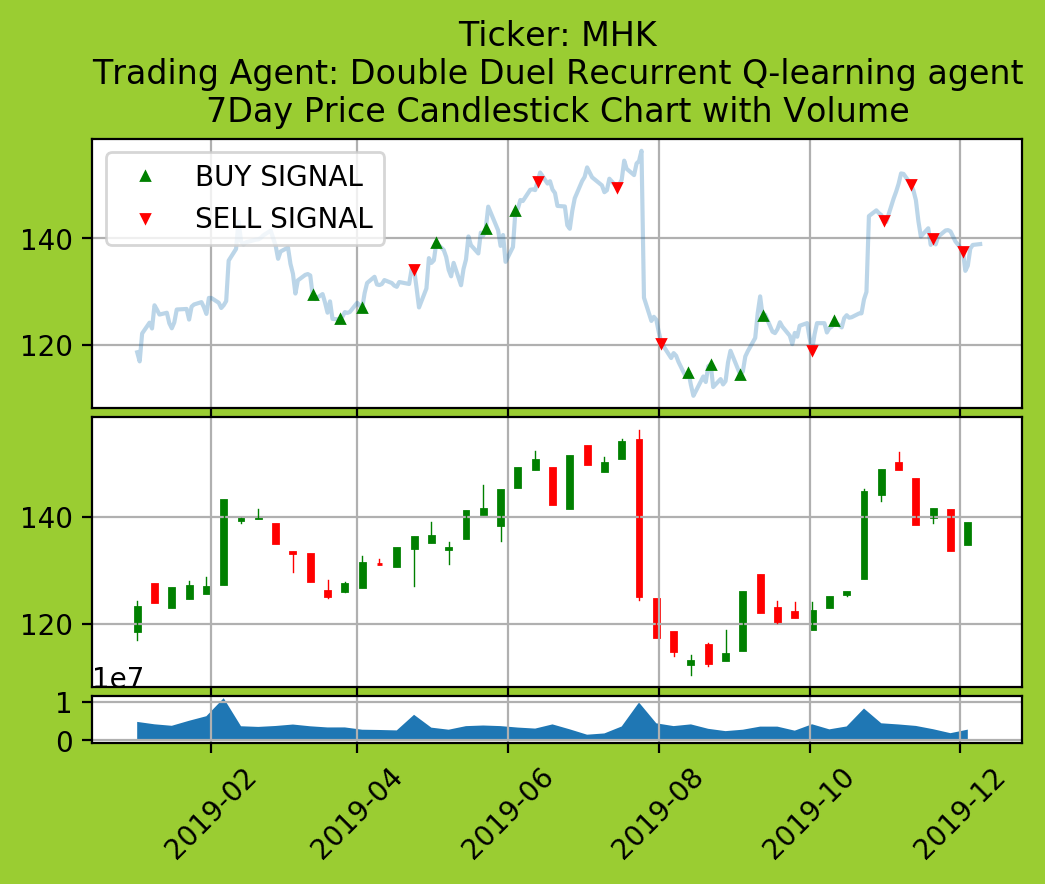 Ticker: MHK
Trading Agent: Double Duel Recurrent Q-learning agent
7Day Price Candlestick Chart with Volume
BUY SIGNAL
SELL SIGNAL
140
120
140
120
1e7
1
0
2019-02
2019-04
2019-06
2019-08
2019-10
2019-12